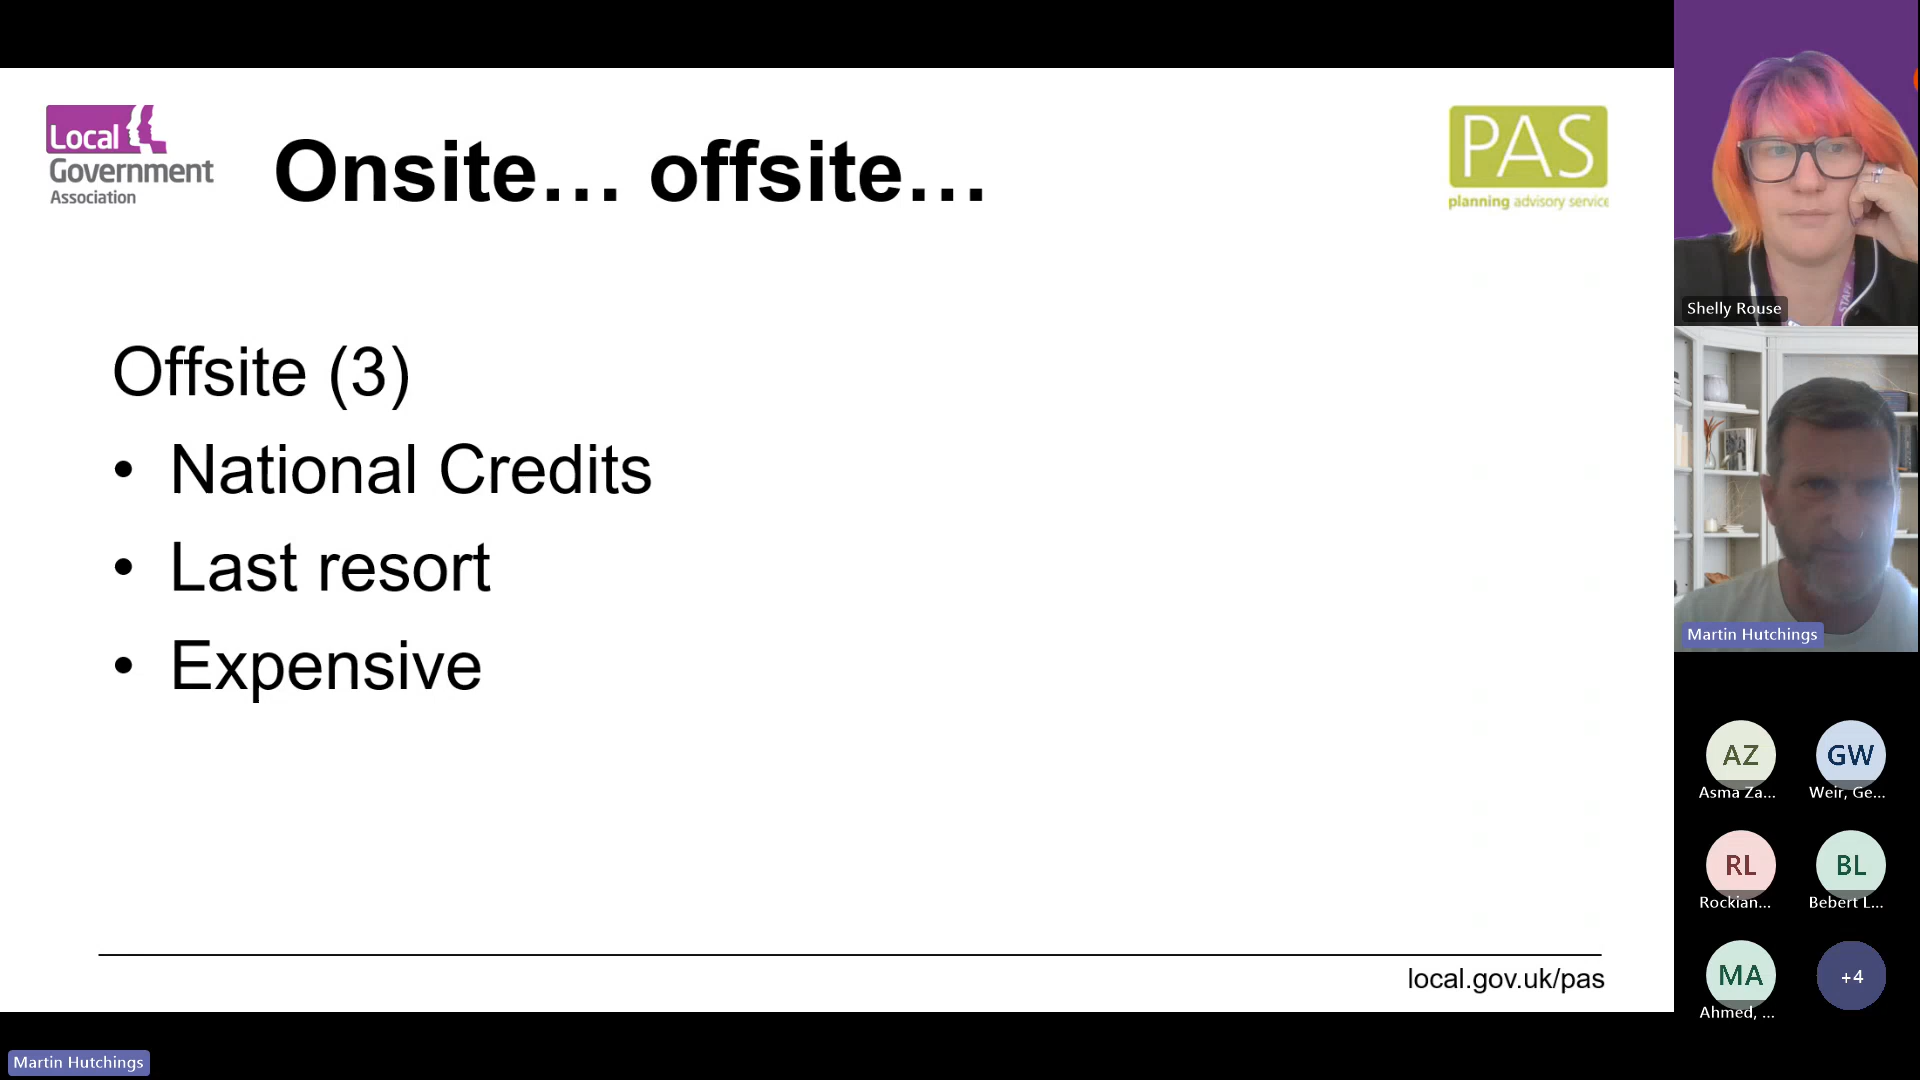 Local
Government
Association
Onsite… offsite…
PAS
planning advisory service
Offsite (3)
• National Credits
• Last resort
• Expensive
local.gov.uk/pas
Martin Hutchings
STAFF
Shelly Rouse
Martin Hutchings
AZ
GW
Asma Za...
Weir, Ge...
RL
BL
Rockian...
Bebert L...
MA
+4
Ahmed, ...